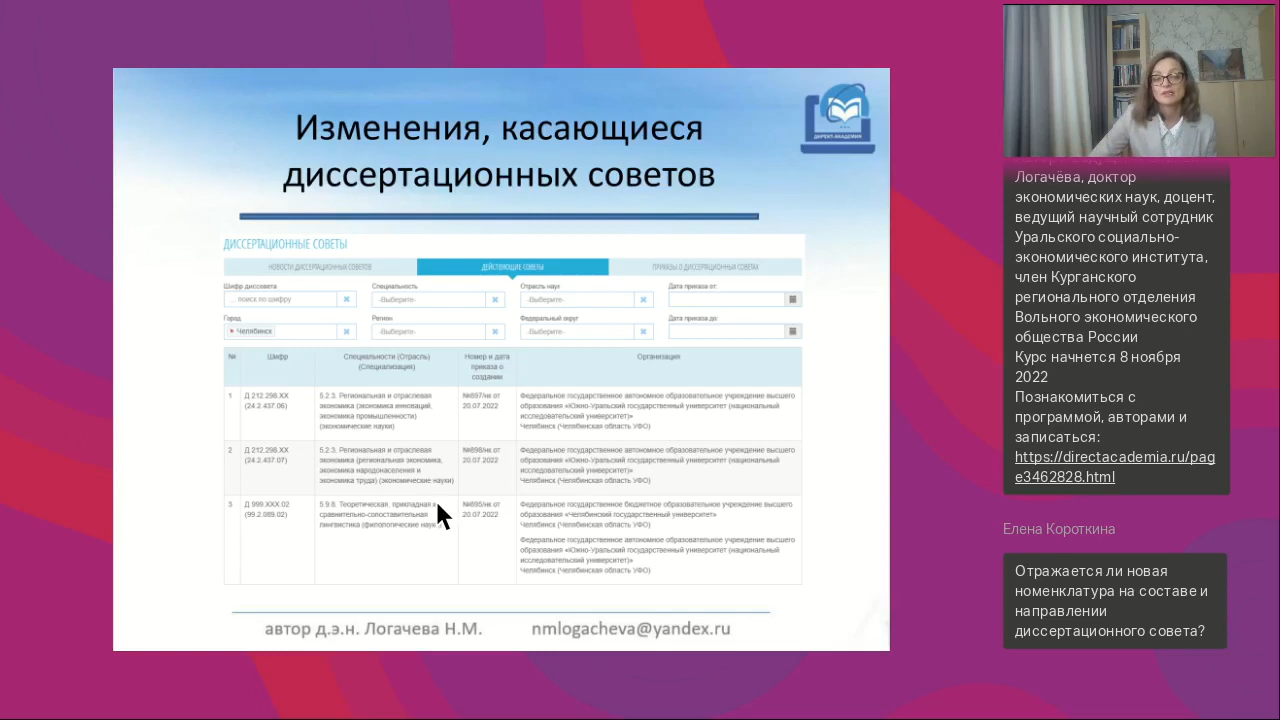 Изменения, касающиеся
диссертационных советов
ДИРЕКТ-АКАДЕМИЯ
ДИССЕРТАЦИОННЫЕ СОВЕТЫ
НОВОСТИ ДИССЕРТАЦИОННЫХ СОВЕТОВ
ДЕЙСТВУЮЩИЕ СОВЕТЫ
ПРИКАЗЫ О ДИССЕРТАЦИОННЫХ СОВЕТАХ
Шифр диссовета
Специальность
Отрасль наук
Дата приказа от:
... поиск по шифру
-Выберите-
-Выберите-
Город
Регион
Федеральный округ
Дата приказа до:
Челябинск
-Выберите-
-Выберите-
№
Шифр
Специальности (Отрасль)
(Специализация)
Номер и дата
приказа о
создании
Организация
1
Д 212.298.XX
(24.2.437.06)
5.2.3. Региональная и отраслевая
экономика (экономика инноваций,
экономика промышленности)
(экономические науки)
№697/нк от
20.07.2022
Федеральное государственное автономное образовательное учреждение высшего
образования «Южно-Уральский государственный университет (национальный
исследовательский университет)»
Челябинск (Челябинская область УФО)
2
Д 212.298.XX
(24.2.437.07)
5.2.3. Региональная и отраслевая
экономика (региональная экономика,
экономика народонаселения и
экономика труда) (экономические науки)
№698/нк от
20.07.2022
Федеральное государственное автономное образовательное учреждение высшего
образования «Южно-Уральский государственный университет (национальный
исследовательский университет)»
Челябинск (Челябинская область УФО)
3
Д 999.XXX.02
(99.2.089.02)
5.9.8. Теоретическая, прикладная и
сравнительно-сопоставительная
лингвистика (филологические науки)
№695/нк от
20.07.2022
Федеральное государственное бюджетное образовательное учреждение высшего
образования «Челябинский государственный университет»
Челябинск (Челябинская область УФО)
Федеральное государственное автономное образовательное учреждение высшего
образования «Южно-Уральский государственный университет (национальный
исследовательский университет)»
Челябинск (Челябинская область УФО)
автор д.э.н. Логачева Н.М. nmlogacheva@yandex.ru
Логачёва, доктор
экономических наук, доцент,
ведущий научный сотрудник
Уральского социально-
экономического института,
член Курганского
регионального отделения
Вольного экономического
общества России
Курс начнется 8 ноября
2022
Познакомиться с
программой, авторами и
записаться:
https://directacademia.ru/pag
e3462828.html
Елена Короткина
Отражается ли новая
номенклатура на составе и
направлении
диссертационного совета?